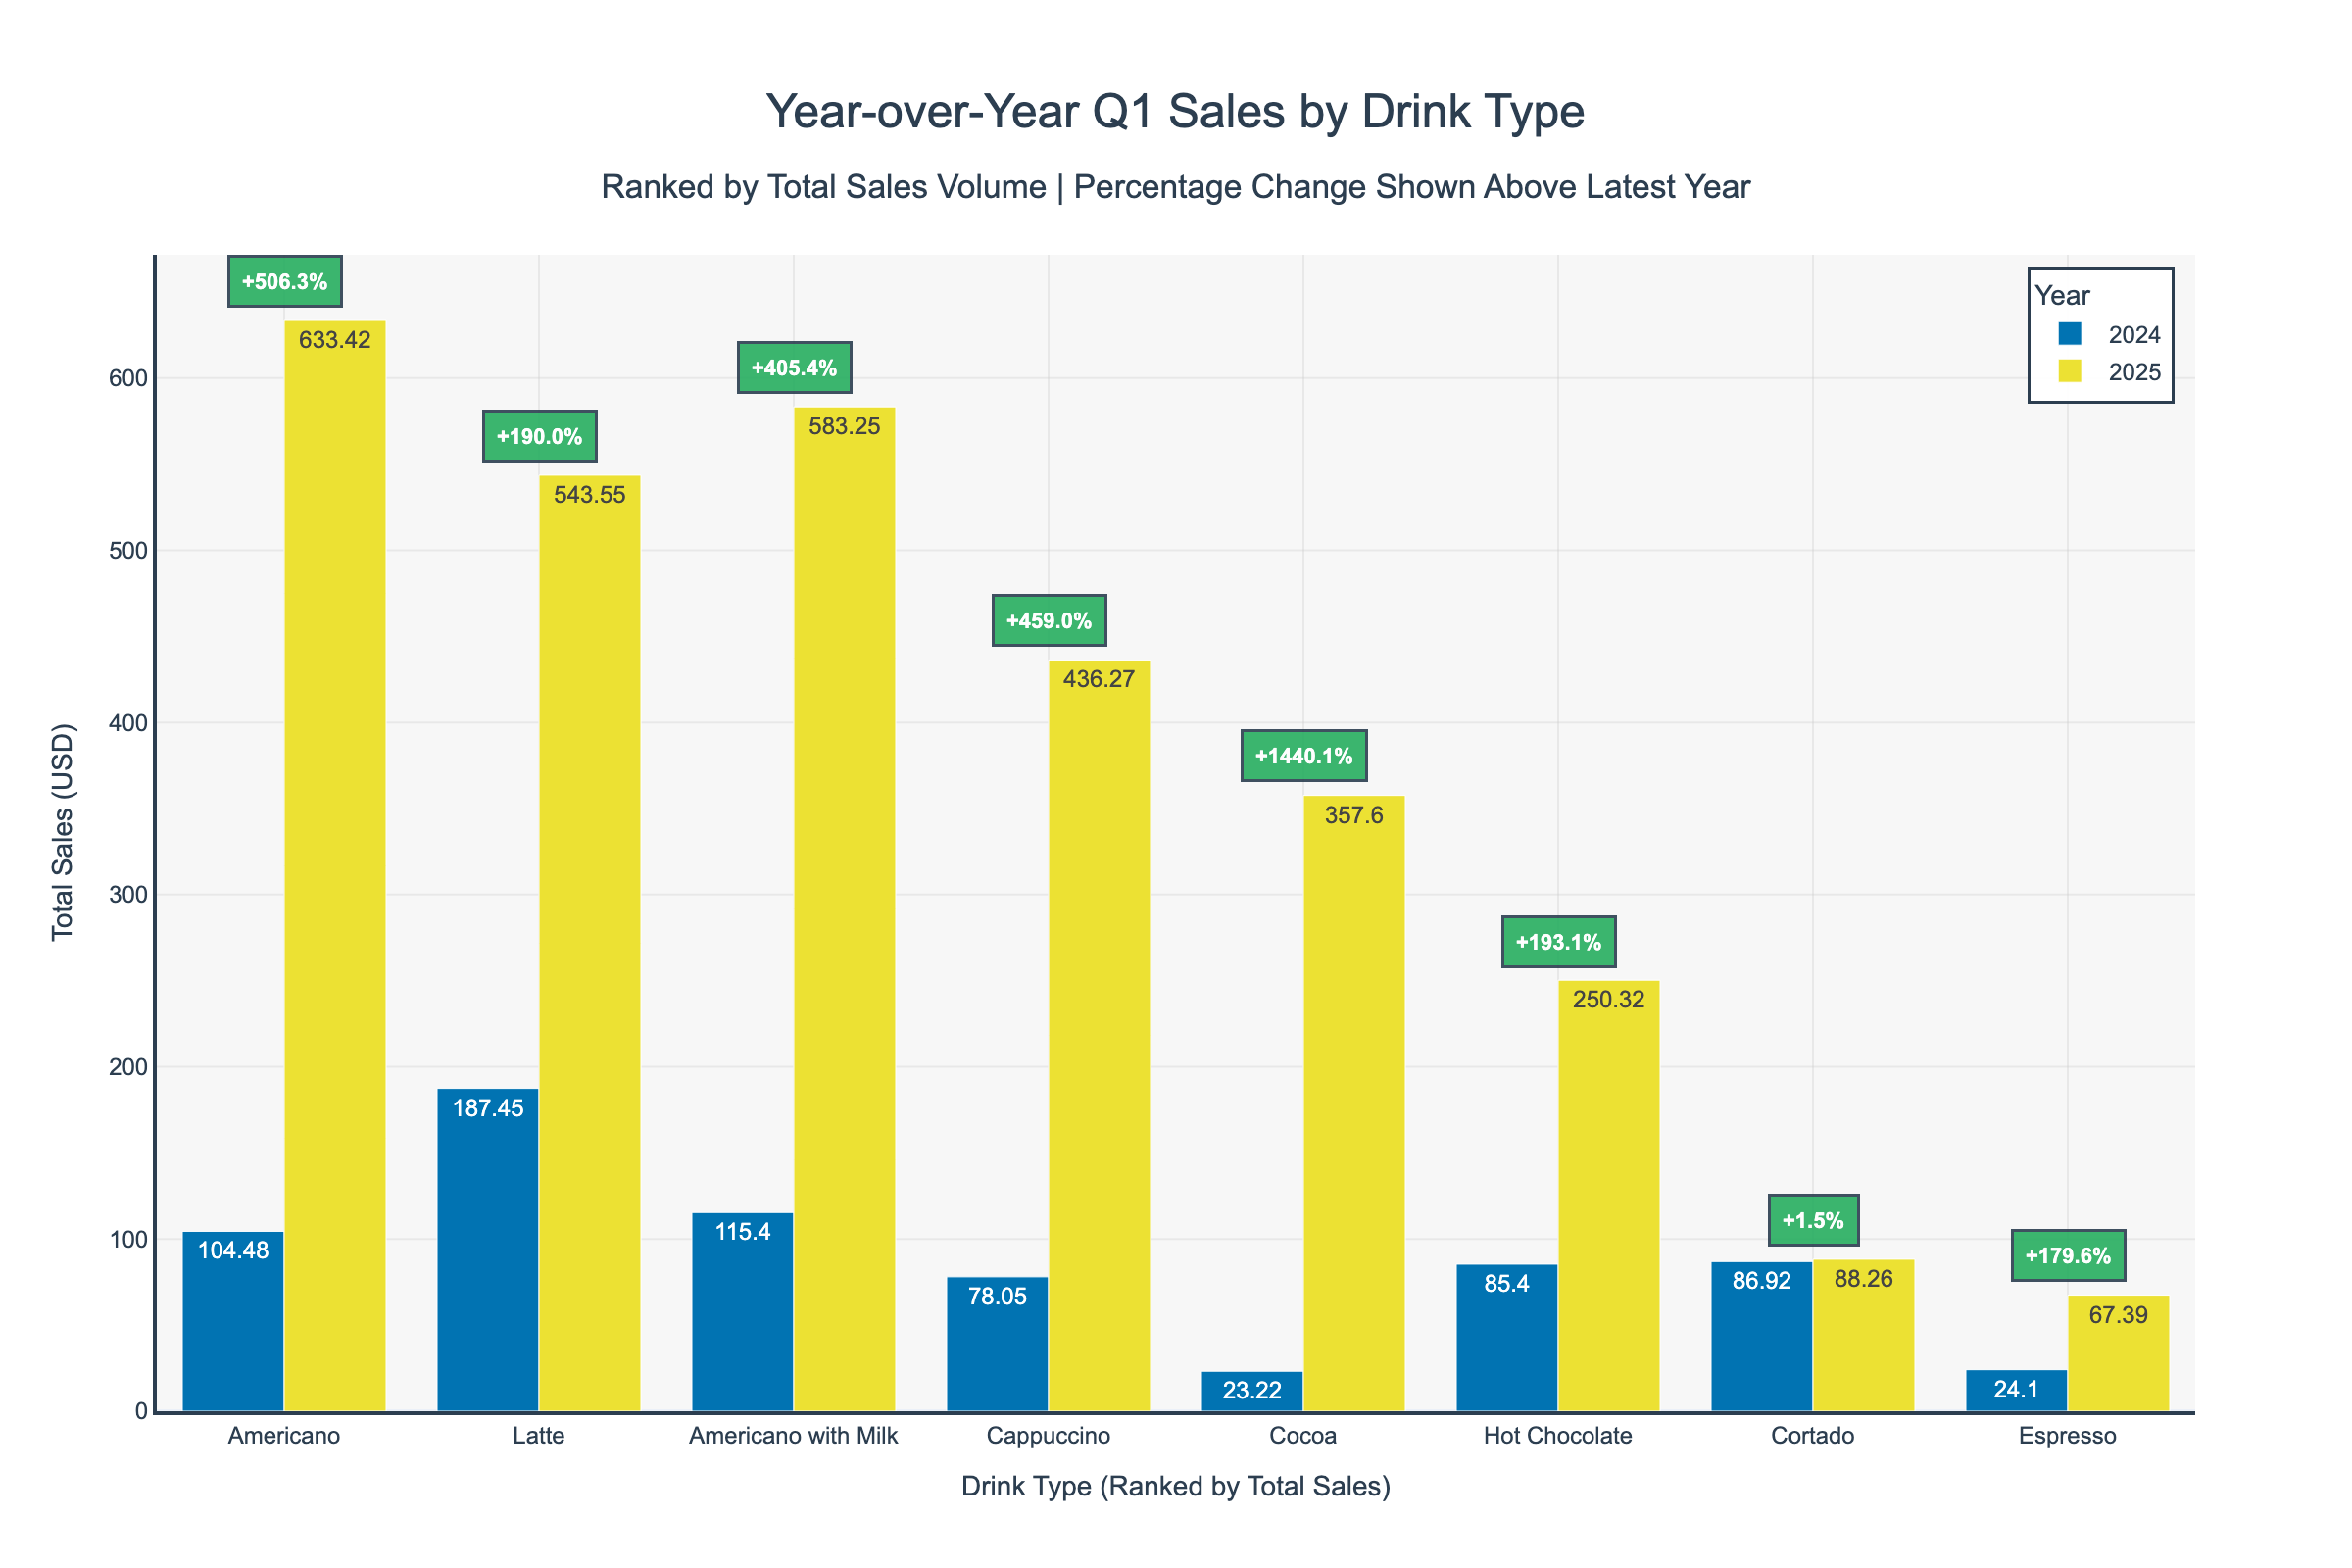 Year-over-Year Q1 Sales by Drink Type
Ranked by Total Sales Volume | Percentage Change Shown Above Latest Year
Year
2024
2025
+506.3%
633.42
+190.0%
543.55
+405.4%
583.25
+459.0%
436.27
+1440.1%
357.6
+193.1%
250.32
+1.5%
88.26
+179.6%
67.39
104.48
187.45
115.4
78.05
23.22
85.4
86.92
24.1
Total Sales (USD)
600
500
400
300
200
100
0
Americano
Latte
Americano with Milk
Cappuccino
Cocoa
Hot Chocolate
Cortado
Espresso
Drink Type (Ranked by Total Sales)